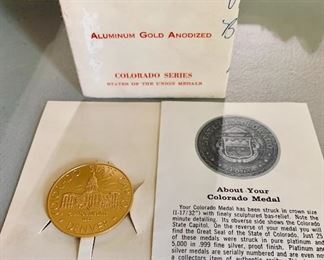 ALUMINUM GOLD ANODIZED
COLORADO SERIES
STATES OF THE UNION MEDALS
About Your
Colorado Medal
Your Colorado Medal has been struck in crown size
(1-17/32") with finely sculptured bas-relief. Note the
minute detailing. Its obverse side shows the Colorado
State Capitol. On the reverse of your medal you will
find the Great Seal of the State of Colorado. Just 25
of these medals were struck in pure platinum and
5,000 in .999 fine silver, proof finish. Platinum and
silver medals are serially numbered and are even now
DENVER